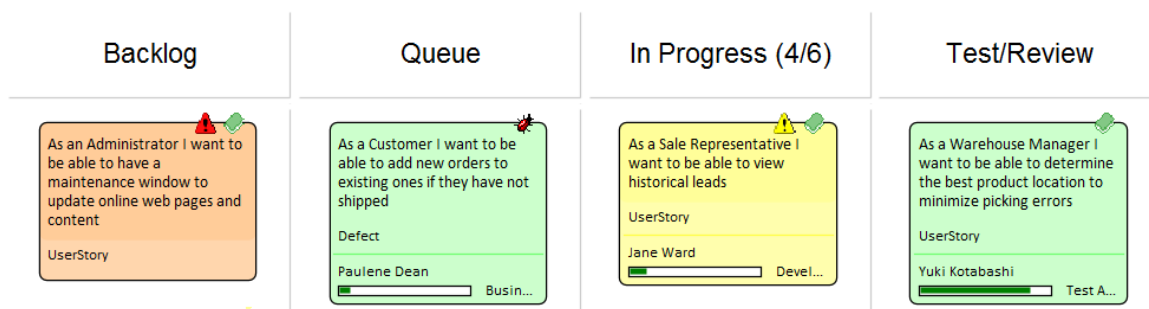 Backlog
Queue
In Progress (4/6)
Test/Review
As an Administrator I want to
be able to have a
maintenance window to
update online web pages and
content
UserStory
As a Customer I want to be
able to add new orders to
existing ones if they have not
shipped
Defect
Paulene Dean
Busin...
As a Sale Representative I
want to be able to view
historical leads
UserStory
Jane Ward
Devel...
As a Warehouse Manager I
want to be able to determine
the best product location to
minimize picking errors
UserStory
Yuki Kotabashi
Test A...